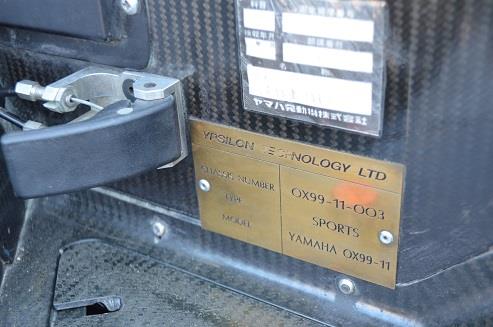 ヤマハ発動機株式会社
YPSILON TECHNOLOGY LTD
CHASSIS NUMBER OX99-11-003
TYPE SPORTS
MODEL YAMAHA OX99-11